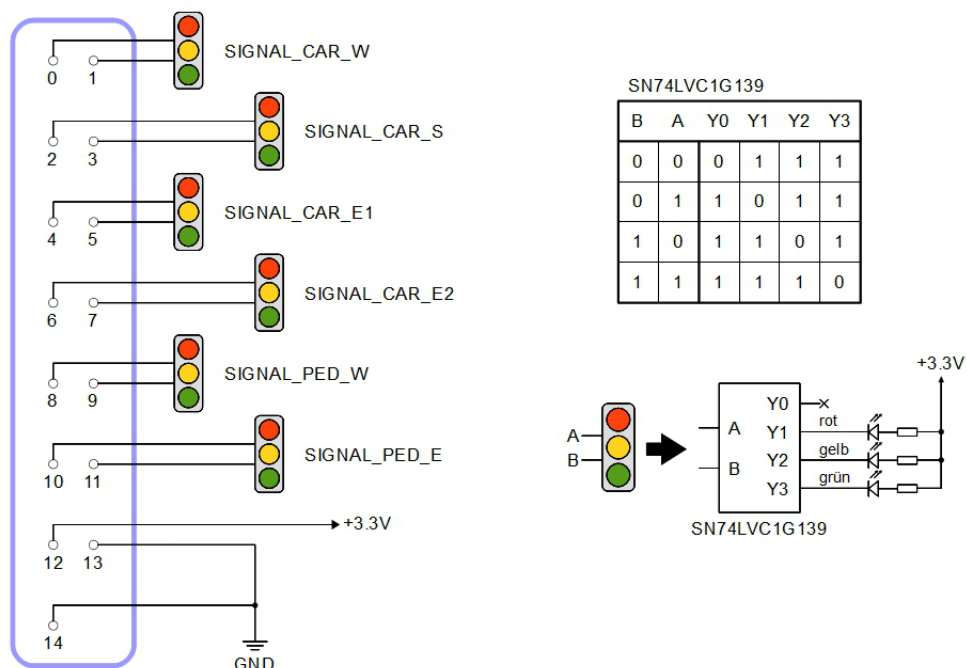 SIGNAL_CAR_W
0 1
SIGNAL_CAR_S
2 3
SIGNAL_CAR_E1
4 5
SIGNAL_CAR_E2
6 7
SIGNAL_PED_W
8 9
SIGNAL_PED_E
10 11
+3.3V
12 13
14
GND
SN74LVC1G139
B A Y0 Y1 Y2 Y3
0 0 0 1 1 1
0 1 1 0 1 1
1 0 1 1 0 1
1 1 1 1 1 0
+3.3V
A
B
A
B
Y0
Y1
Y2
Y3
rot
gelb
grün
SN74LVC1G139